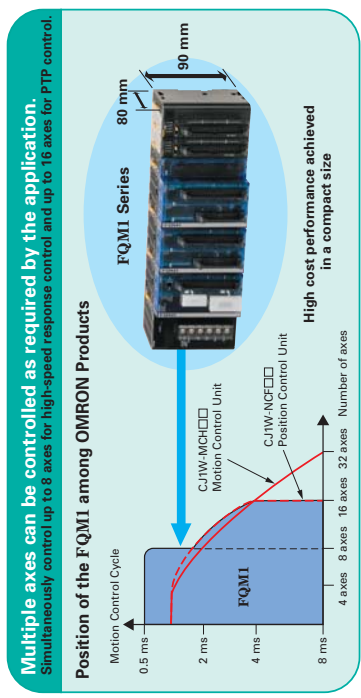 Multiple axes can be controlled as required by the application.
Simultaneously control up to 8 axes for high-speed response control and up to 16 axes for PTP control.
Position of the FQM1 among OMRON Products
Motion Control Cycle
0.5 ms
2 ms
4 ms
8 ms
FQM1
4 axes
8 axes
16 axes
32 axes
Number of axes
CJ1W-MCH□□
Motion Control Unit
CJ1W-NCF□□
Position Control Unit
FQM1 Series
80 mm
90 mm
High cost performance achieved
in a compact size